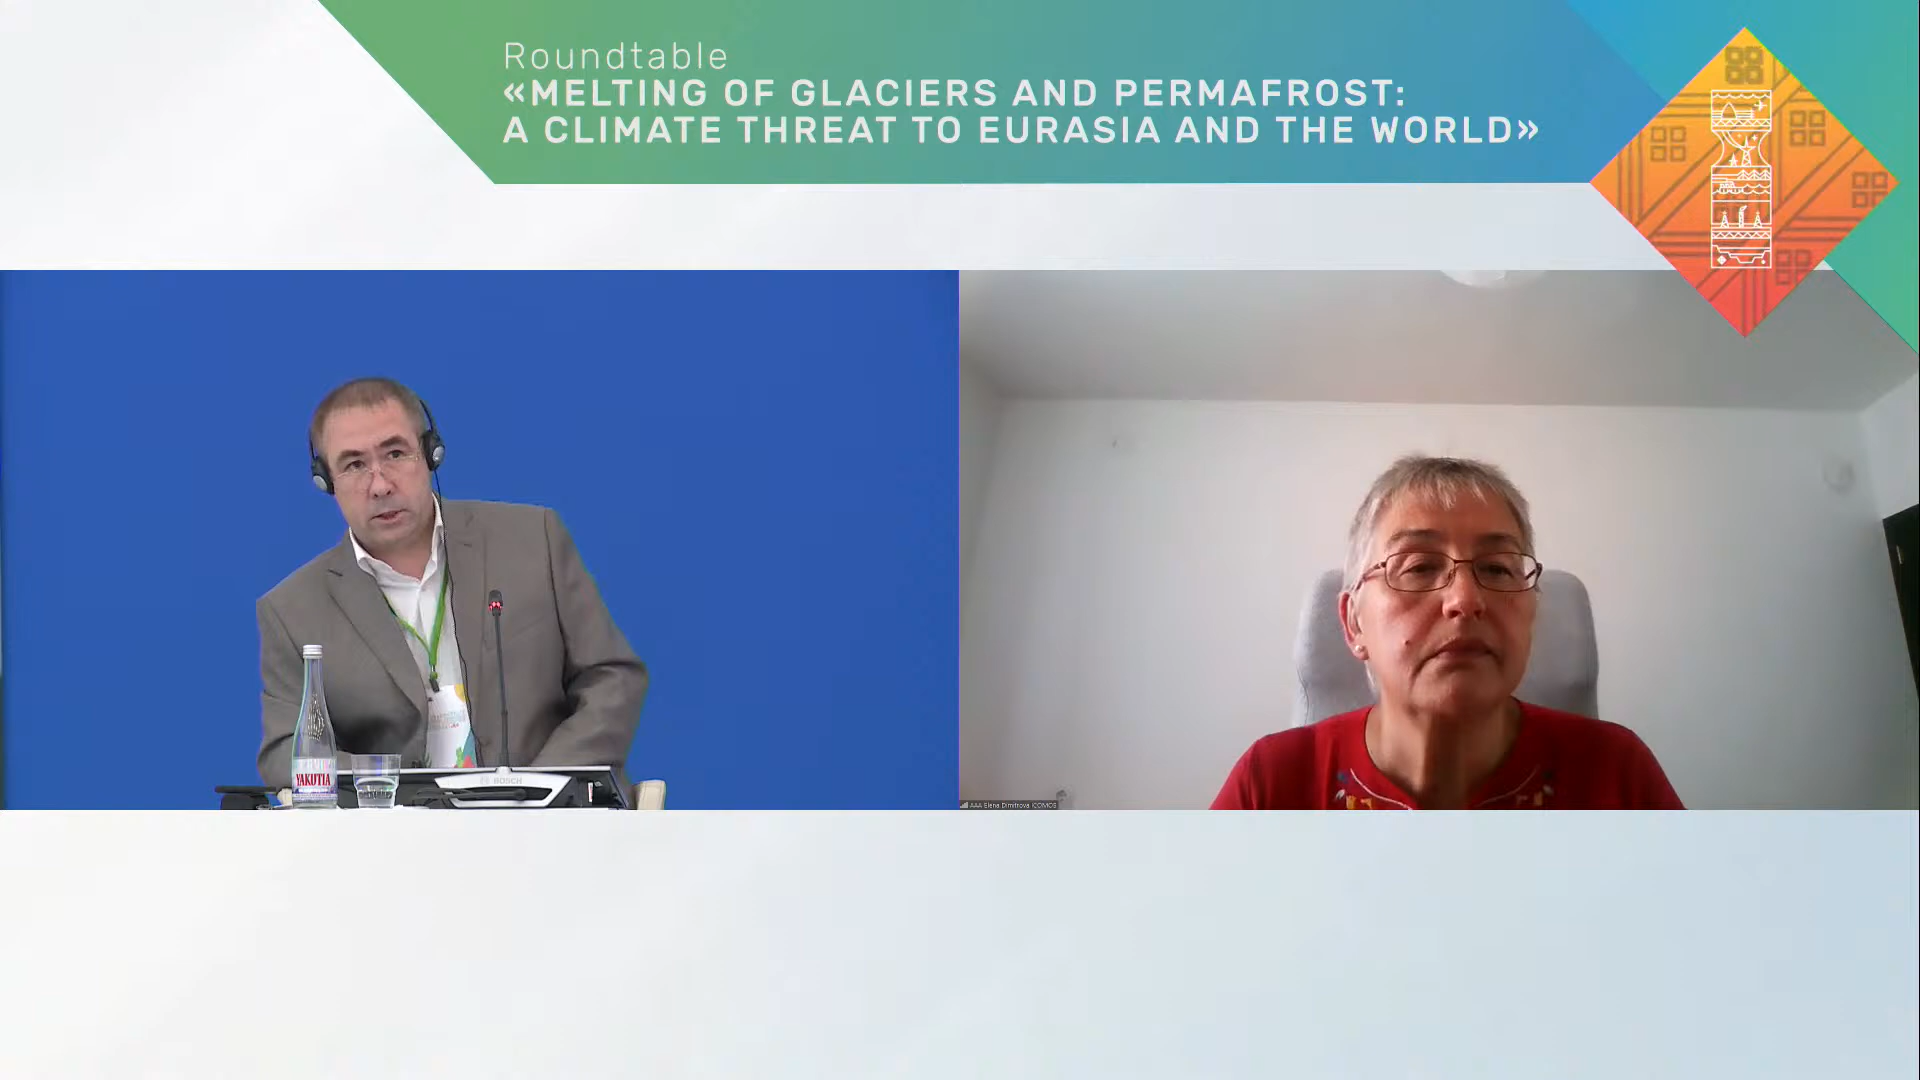 Roundtable
«MELTING OF GLACIERS AND PERMAFROST:
A CLIMATE THREAT TO EURASIA AND THE WORLD»
YAKUTIA
BOSCH
AAA Elena Dimitrova ICOMOS